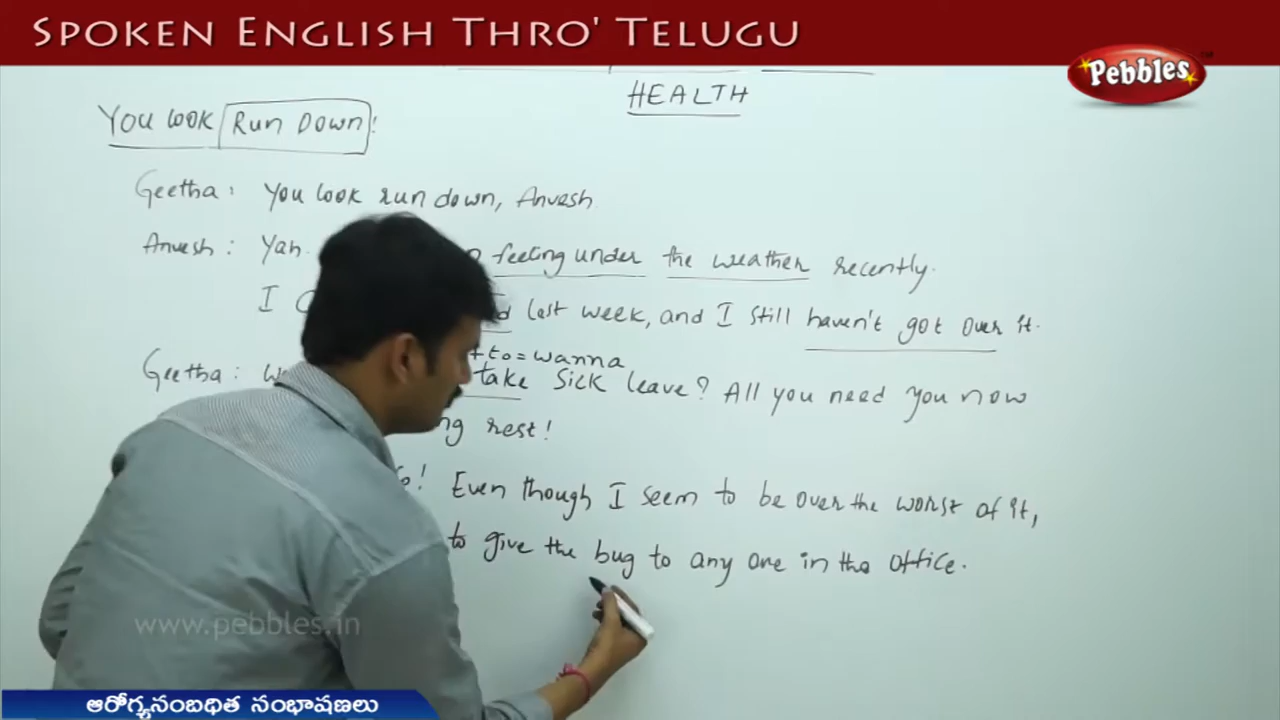 SPOKEN ENGLISH THRO' TELUGU
Pebbles TM
HEALTH
YOU LOOK RUN DOWN!
Geetha: You look run down, Anvesh
Anvesh: Yah. feeling under the weather recently.
I last week, and I still haven't got over it.
to=wanna
Geetha: take sick leave? All you need you now
rest!
Even though I seem to be over the worst of it,
to give the bug to any one in the office.
www.pebbles.in
ఆరోగ్యసంబధిత సంభాషణలు